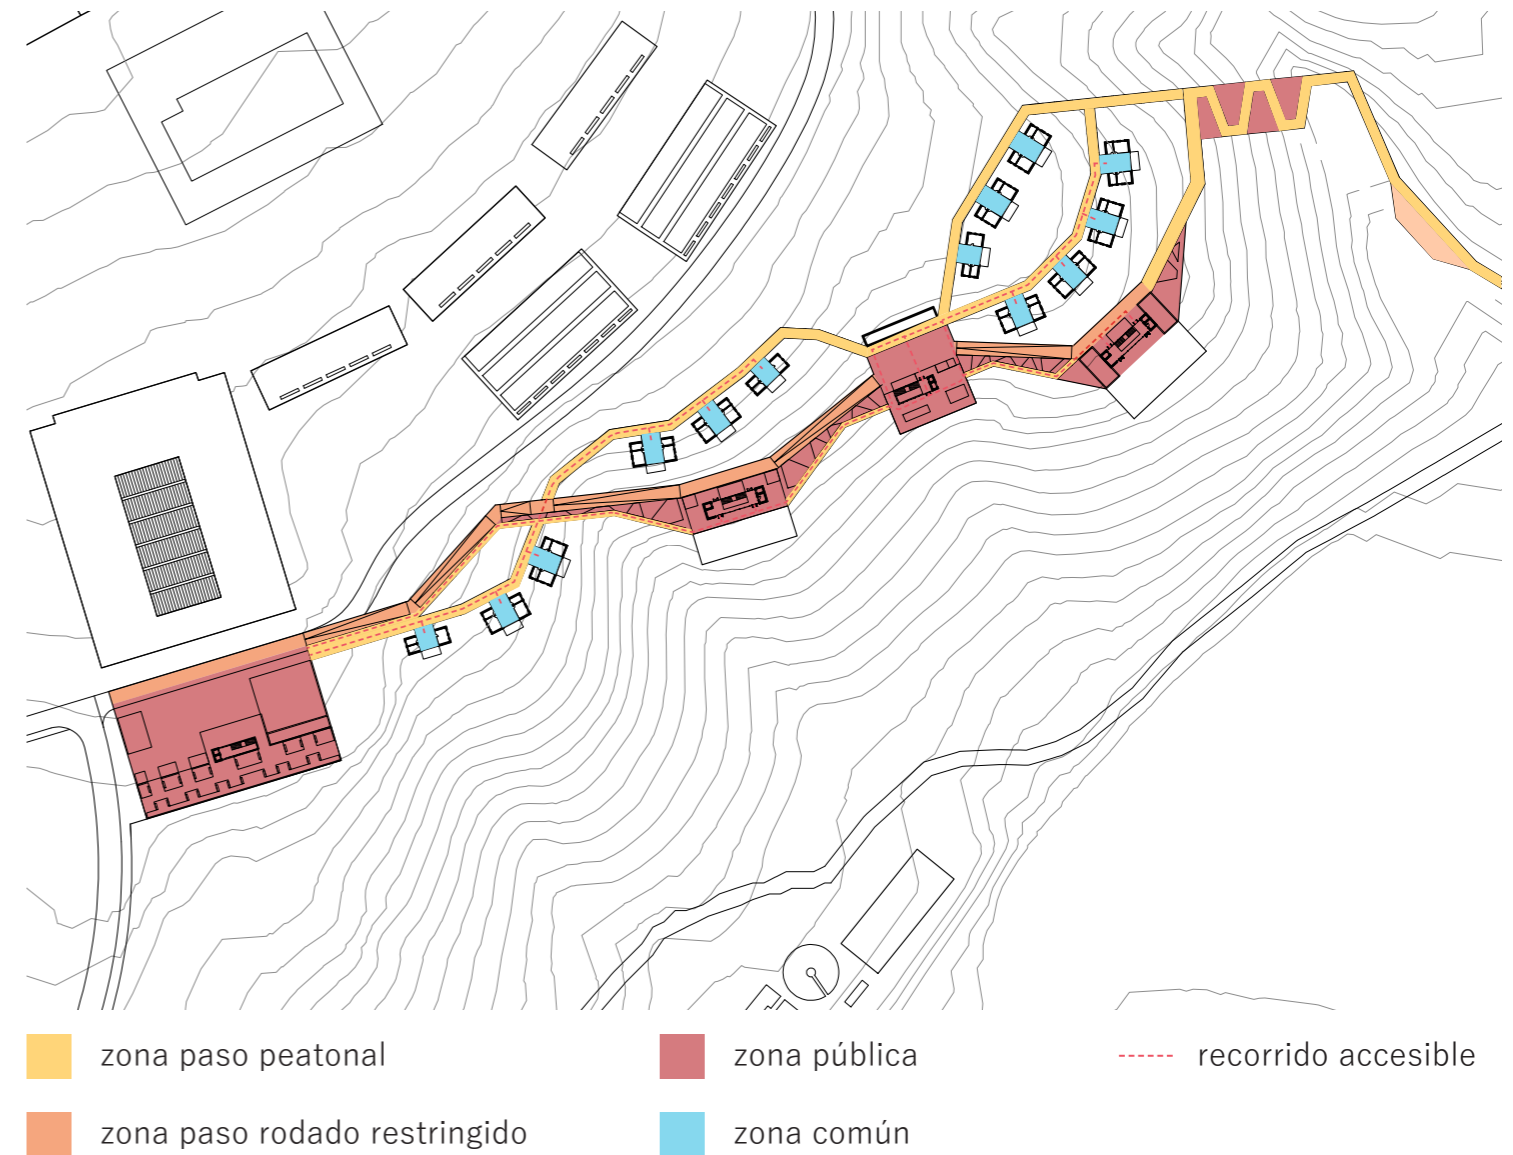 zona paso peatonal
zona pública
recorrido accesible
zona paso rodado restringido
zona común